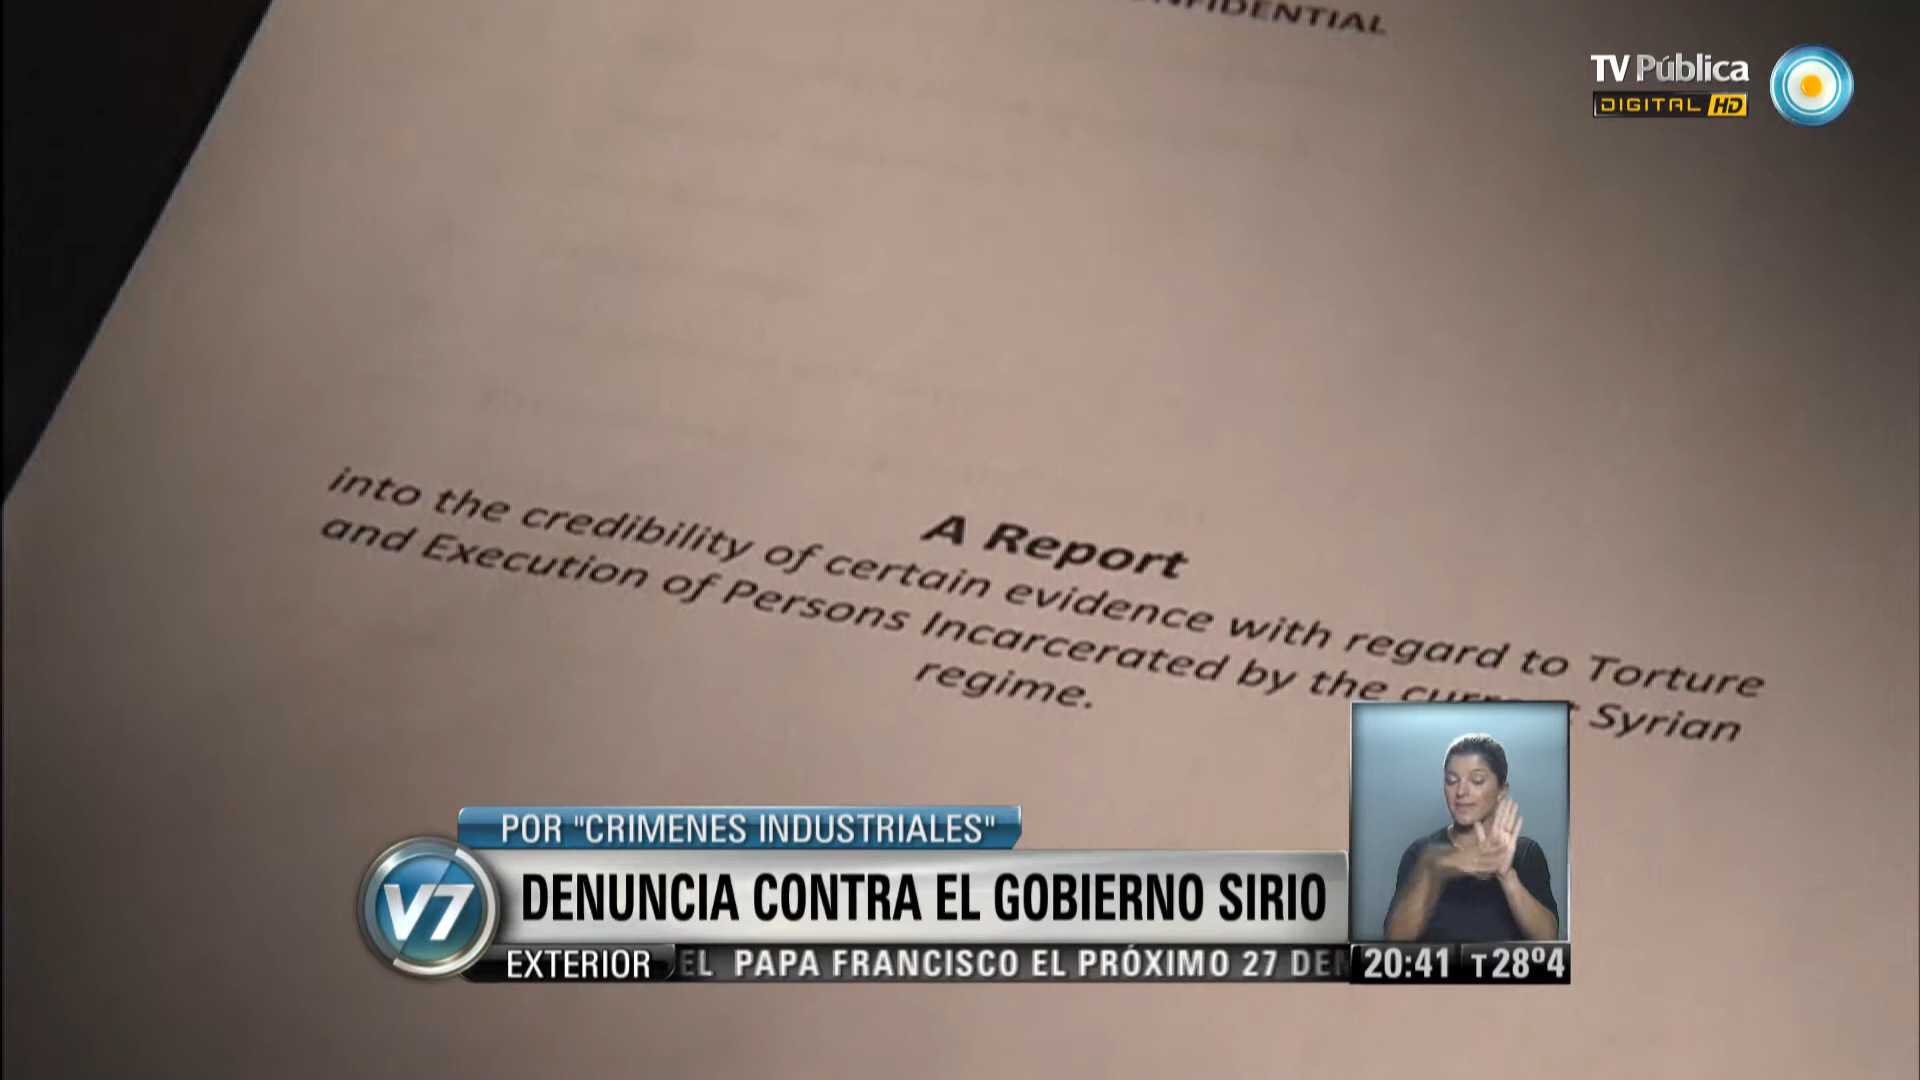 TV Pública
DIGITAL HD
A Report
into the credibility of certain evidence with regard to Torture
and Execution of Persons Incarcerated by the Syrian
regime.
POR "CRIMENES INDUSTRIALES"
V7
DENUNCIA CONTRA EL GOBIERNO SIRIO
EXTERIOR
EL PAPA FRANCISCO EL PRÓXIMO 27 DE
20:41 T28º4